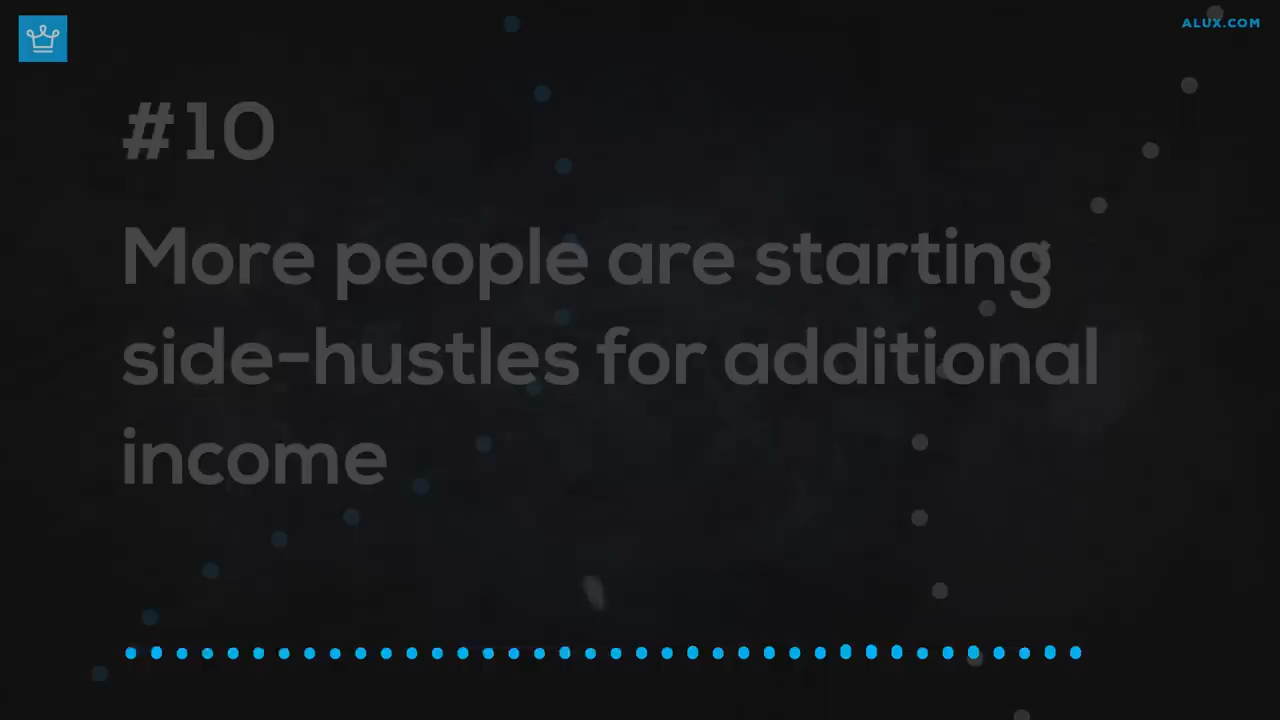 ALUX.COM
#10
More people are starting
side-hustles for additional
income